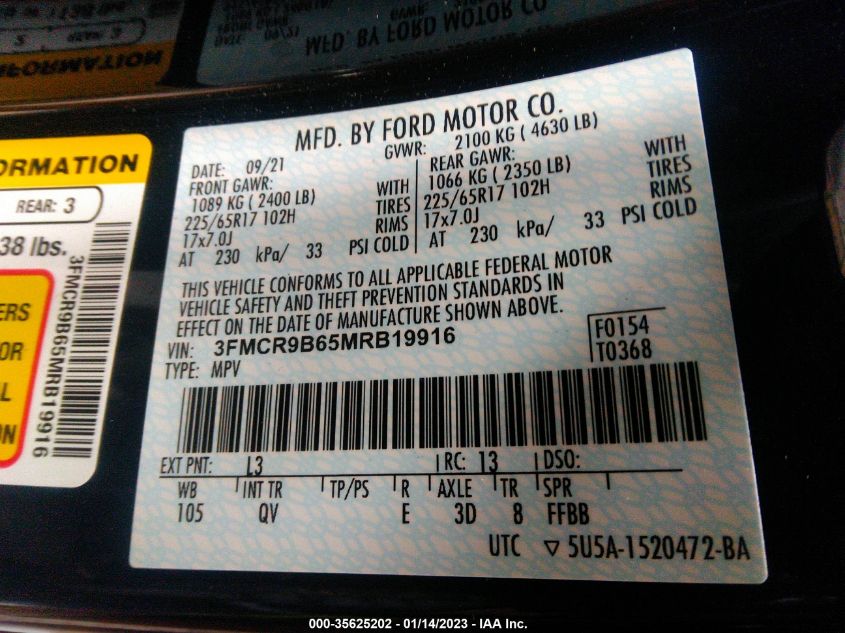 MFD. BY FORD MOTOR CO.
DATE: 09/21
GVWR: 2100 KG ( 4630 LB)
FRONT GAWR:
1089 KG ( 2400 LB) WITH
225/65R17 102H TIRES
17x7.0J RIMS
AT 230 kPa/ 33 PSI COLD
REAR GAWR:
1066 KG ( 2350 LB) WITH
225/65R17 102H TIRES
17x7.0J RIMS
AT 230 kPa/ 33 PSI COLD
THIS VEHICLE CONFORMS TO ALL APPLICABLE FEDERAL MOTOR
VEHICLE SAFETY AND THEFT PREVENTION STANDARDS IN
EFFECT ON THE DATE OF MANUFACTURE SHOWN ABOVE.
VIN: 3FMCR9B65MRB19916
TYPE: MPV
F0154
T0368
EXT PNT: L3 RC: 13 DSO:
WB INT TR TP/PS R AXLE TR SPR
105 QV E 3D 8 FFBB
UTC ▽ 5U5A-1520472-BA
REAR: 3
38 lbs.
3FMCR9B65MRB19916
000-35625202 - 01/14/2023 - IAA Inc.